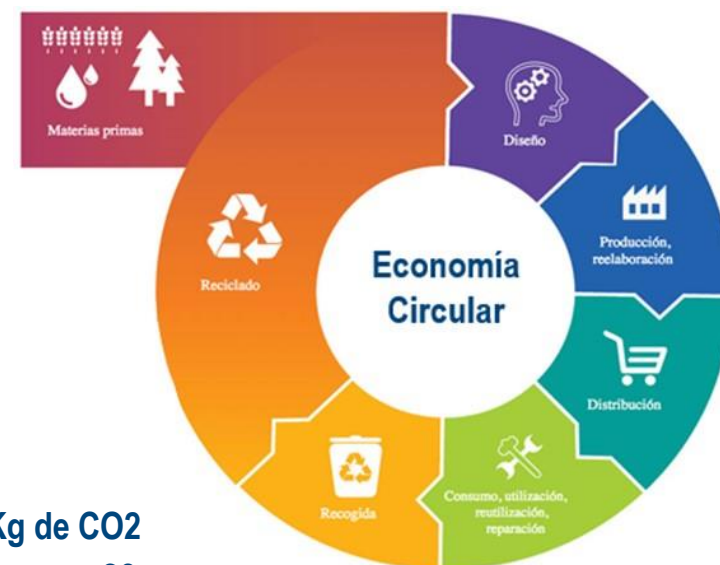 Materias primas
Diseño
Producción,
reelaboración
Reciclado
Economía
Circular
Distribución
Consumo, utilización,
reutilización,
reparación
Recogida
Kg de CO2